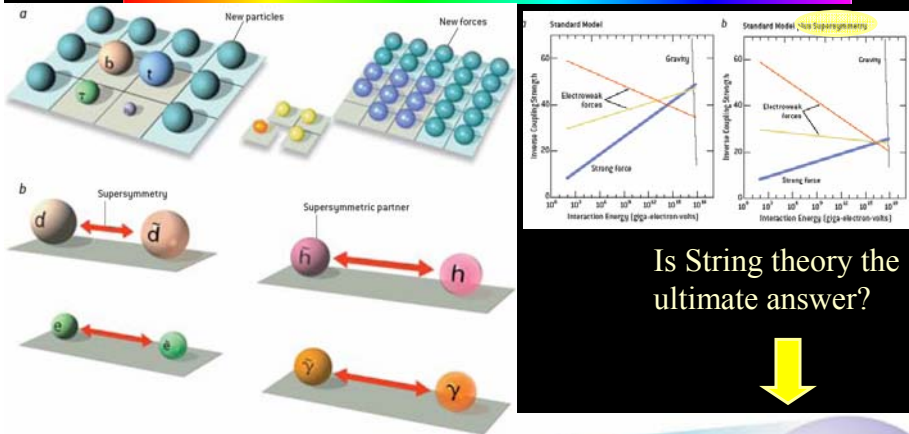 a
New particles
New forces
b
t
τ
b
Supersymmetry
d
d̃
Supersymmetric partner
h̃
h
e
ẽ
γ̃
γ
Standard Model
Gravity
Electroweak
forces
Strong force
Inverse Coupling Strength
60
40
20
0
Interaction Energy (giga-electron-volts)
b
Standard Model plus Supersymmetry
Gravity
Electroweak
forces
Strong force
Inverse Coupling Strength
60
40
20
0
Interaction Energy (giga-electron-volts)
Is String theory the
ultimate answer?